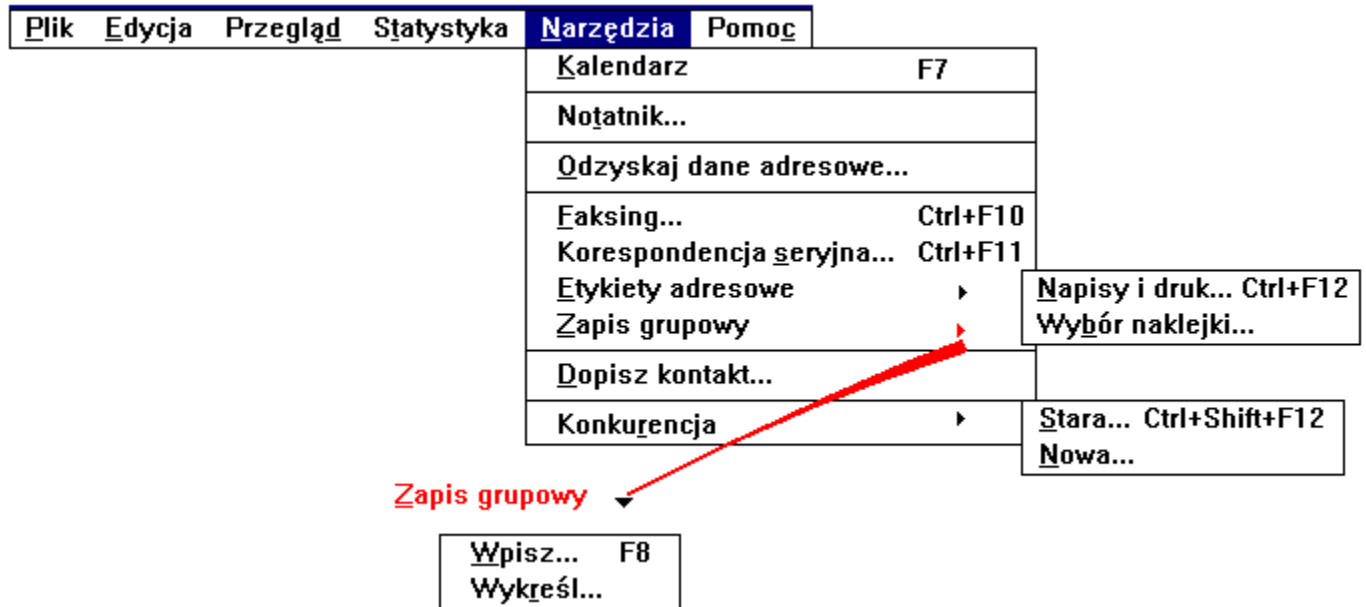 Plik Edycja Przegląd Statystyka Narzędzia Pomoc
Kalendarz F7
Notatnik...
Odzyskaj dane adresowe...
Faksing... Ctrl+F10
Korespondencja seryjna... Ctrl+F11
Etykiety adresowe
Napisy i druk... Ctrl+F12
Zapis grupowy
Wybór naklejki...
Dopisz kontakt...
Konkurencja
Stara... Ctrl+Shift+F12
Nowa...
Zapis grupowy
Wpisz... F8
Wykreśl...